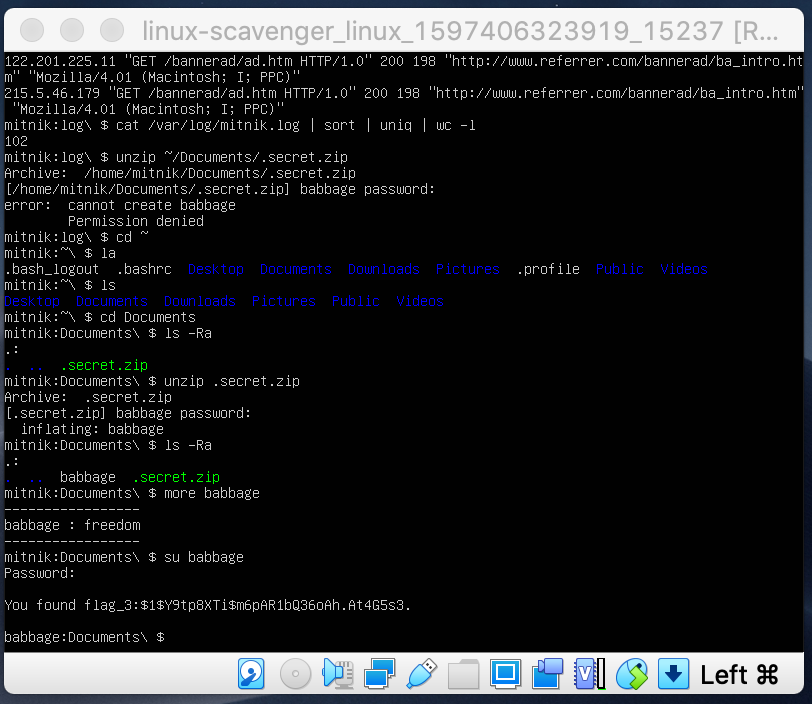 linux-scavenger_linux_1597406323919_15237 [R...
122.201.225.11 "GET /bannerad/ad.htm HTTP/1.0" 200 198 "http://www.referrer.com/bannerad/ba_intro.ht
m" "Mozilla/4.01 (Macintosh; I; PPC)"
215.5.46.179 "GET /bannerad/ad.htm HTTP/1.0" 200 198 "http://www.referrer.com/bannerad/ba_intro.htm"
 "Mozilla/4.01 (Macintosh; I; PPC)"
mitnik:log\ $ cat /var/log/mitnik.log | sort | uniq | wc -l
102
mitnik:log\ $ unzip ~/Documents/.secret.zip
Archive:  /home/mitnik/Documents/.secret.zip
[/home/mitnik/Documents/.secret.zip] babbage password:
error:  cannot create babbage
        Permission denied
mitnik:log\ $ cd ~
mitnik:~\ $ la
.bash_logout  .bashrc  Desktop  Documents  Downloads  Pictures  .profile  Public  Videos
mitnik:~\ $ ls
Desktop  Documents  Downloads  Pictures  Public  Videos
mitnik:~\ $ cd Documents
mitnik:Documents\ $ ls -Ra
.:
.  ..  .secret.zip
mitnik:Documents\ $ unzip .secret.zip
Archive:  .secret.zip
[.secret.zip] babbage password:
  inflating: babbage
mitnik:Documents\ $ ls -Ra
.:
.  ..  babbage  .secret.zip
mitnik:Documents\ $ more babbage
-----------------
babbage : freedom
-----------------
mitnik:Documents\ $ su babbage
Password:
You found flag_3:$1$Y9tp8XTi$m6pAR1bQ36oAh.At4G5s3.
babbage:Documents\ $
V Left ⌘